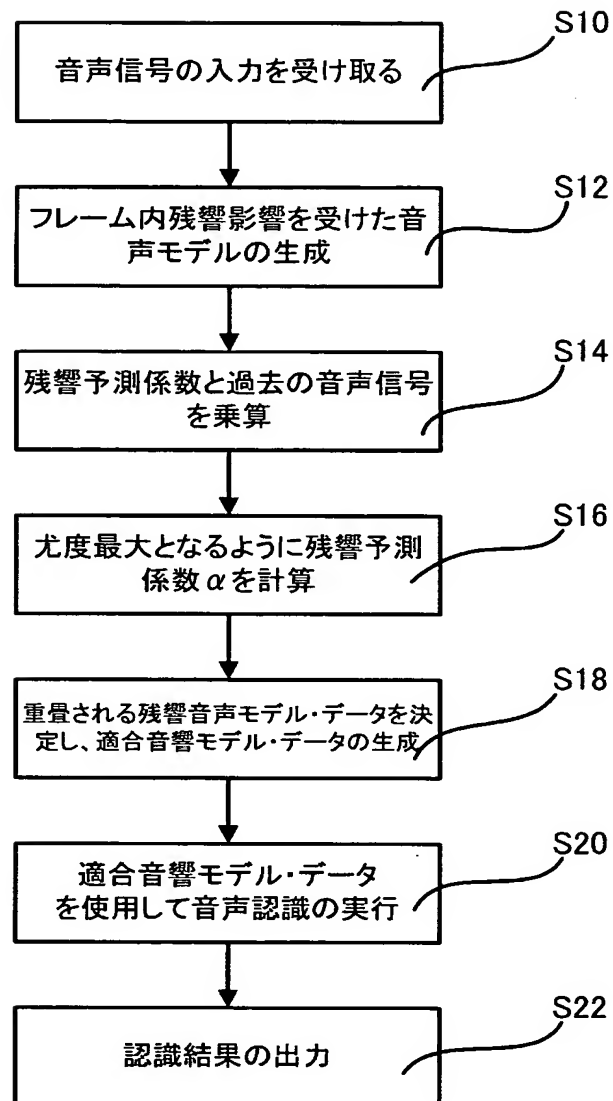 S10
音声信号の入力を受け取る
S12
フレーム内残響影響を受けた音
声モデルの生成
S14
残響予測係数と過去の音声信号
を乗算
S16
尤度最大となるように残響予測
係数αを計算
S18
重畳される残響音声モデル・データを決
定し、適合音響モデル・データの生成
S20
適合音響モデル・データ
を使用して音声認識の実行
S22
認識結果の出力